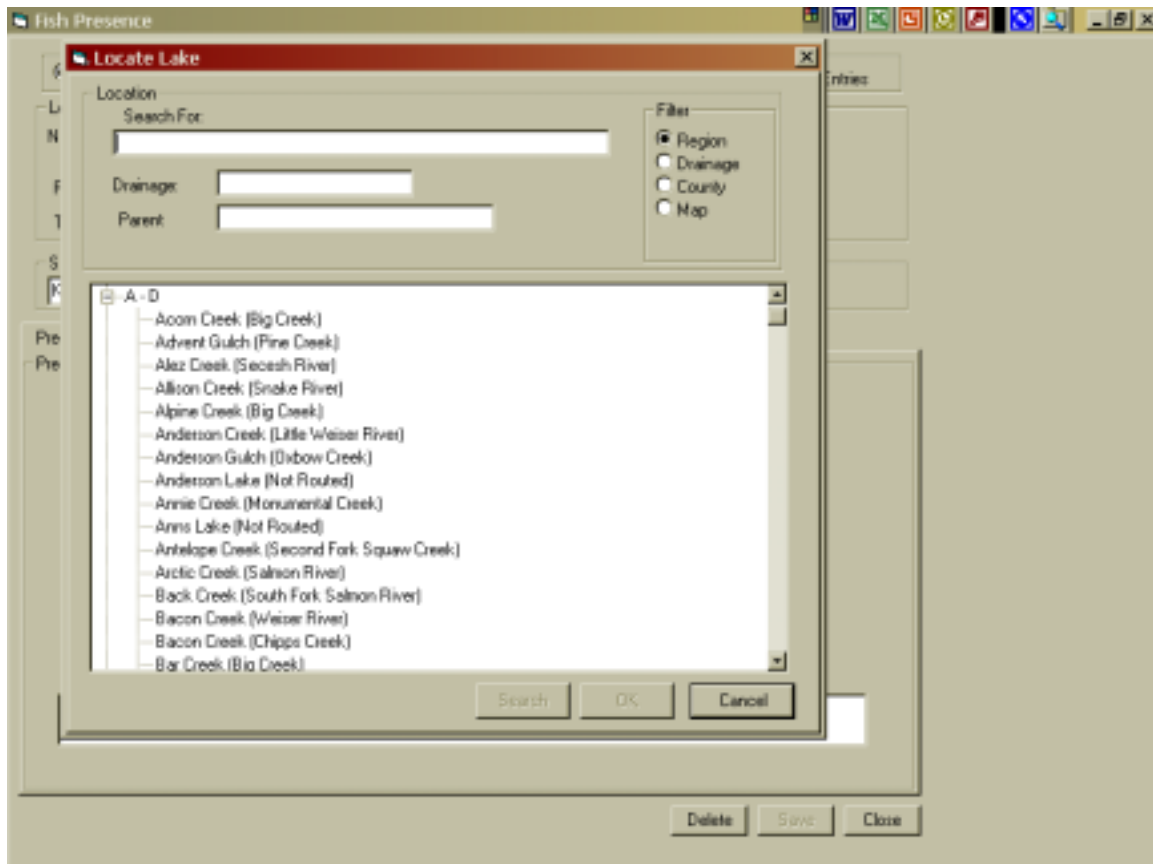 Fish Presence
Locate Lake
Entries
Location
Search For:
Filter
Region
Drainage
County
Map
Drainage:
Parent:
A - D
Acorn Creek (Big Creek)
Advent Gulch (Pine Creek)
Alez Creek (Secesh River)
Allison Creek (Snake River)
Alpine Creek (Big Creek)
Anderson Creek (Little Weiser River)
Anderson Gulch (Oxbow Creek)
Anderson Lake (Not Routed)
Annie Creek (Monumental Creek)
Anns Lake (Not Routed)
Antelope Creek (Second Fork Squaw Creek)
Arctic Creek (Salmon River)
Back Creek (South Fork Salmon River)
Bacon Creek (Weiser River)
Bacon Creek (Chipps Creek)
Bar Creek (Big Creek)
Search OK Cancel
Pre
Pre
Delete Save Close